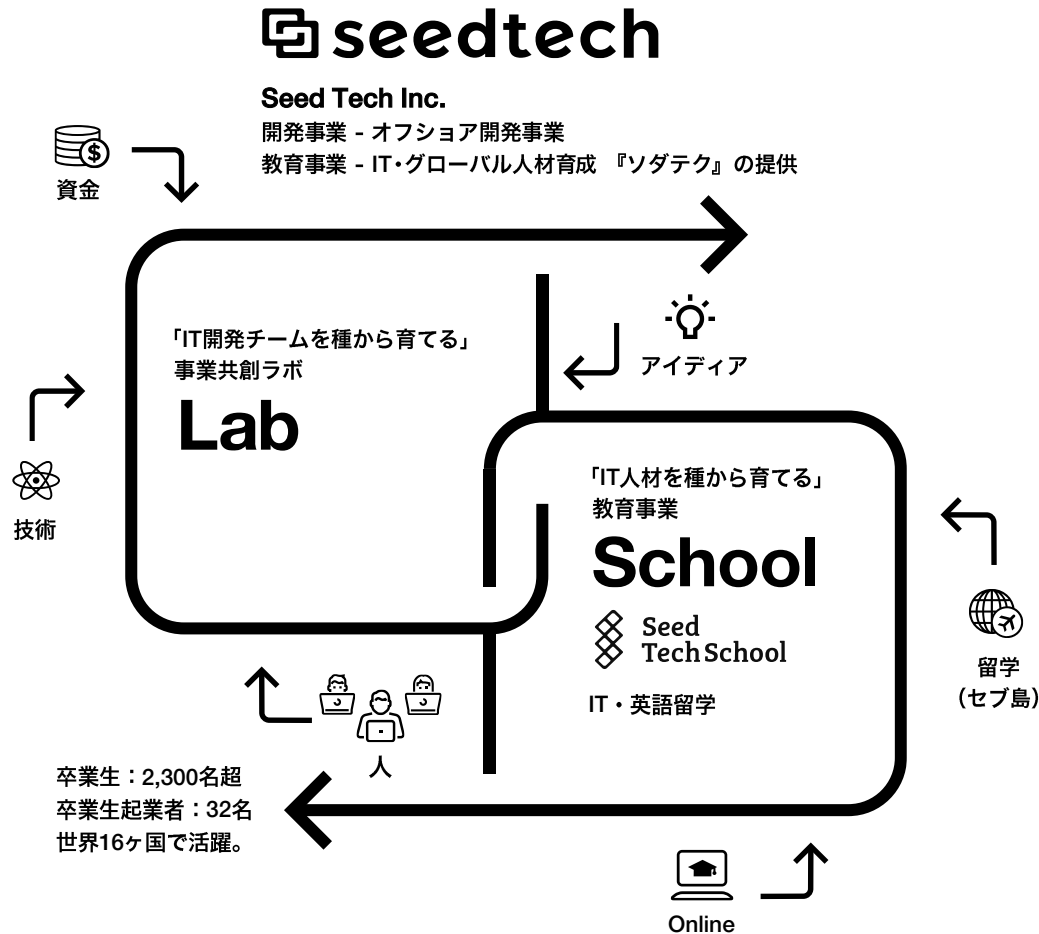 seedtech
Seed Tech Inc.
開発事業 - オフショア開発事業
教育事業 - IT・グローバル人材育成 『ソダテク』の提供
資金
「IT開発チームを種から育てる」
事業共創ラボ
Lab
アイディア
技術
「IT人材を種から育てる」
教育事業
School
Seed
Tech School
IT・英語留学
留学
（セブ島）
人
卒業生：2,300名超
卒業生起業者：32名
世界16ヶ国で活躍。
Online